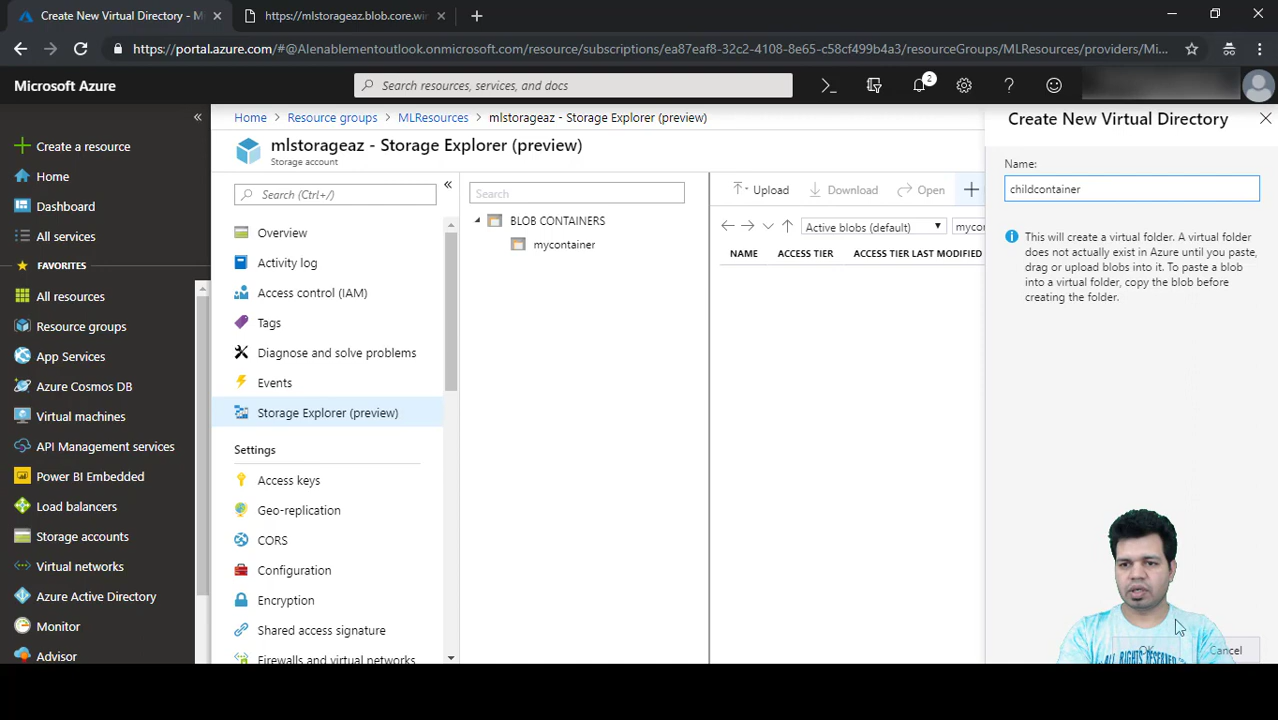 Create New Virtual Directory - M
https://mlstorageaz.blob.core.win
https://portal.azure.com/#@AIenablementoutlook.onmicrosoft.com/resource/subscriptions/ea87eaf8-32c2-4108-8e65-c58cf499b4a3/resourceGroups/MLResources/providers/Mi...
Microsoft Azure
Search resources, services, and docs
2
Create a resource
Home
Dashboard
All services
FAVORITES
All resources
Resource groups
App Services
Azure Cosmos DB
Virtual machines
API Management services
Power BI Embedded
Load balancers
Storage accounts
Virtual networks
Azure Active Directory
Monitor
Advisor
Home > Resource groups > MLResources > mlstorageaz - Storage Explorer (preview)
mlstorageaz - Storage Explorer (preview)
Storage account
Search (Ctrl+/)
Overview
Activity log
Access control (IAM)
Tags
Diagnose and solve problems
Events
Storage Explorer (preview)
Settings
Access keys
Geo-replication
CORS
Configuration
Encryption
Shared access signature
Firewalls and virtual networks
Search
BLOB CONTAINERS
mycontainer
Upload
Download
Open
Active blobs (default)
mycor
NAME
ACCESS TIER
ACCESS TIER LAST MODIFIED
Create New Virtual Directory
Name:
childcontainer
This will create a virtual folder. A virtual folder
does not actually exist in Azure until you paste,
drag or upload blobs into it. To paste a blob
into a virtual folder, copy the blob before
creating the folder.
OK
Cancel
ALL RIGHTS RESERVED